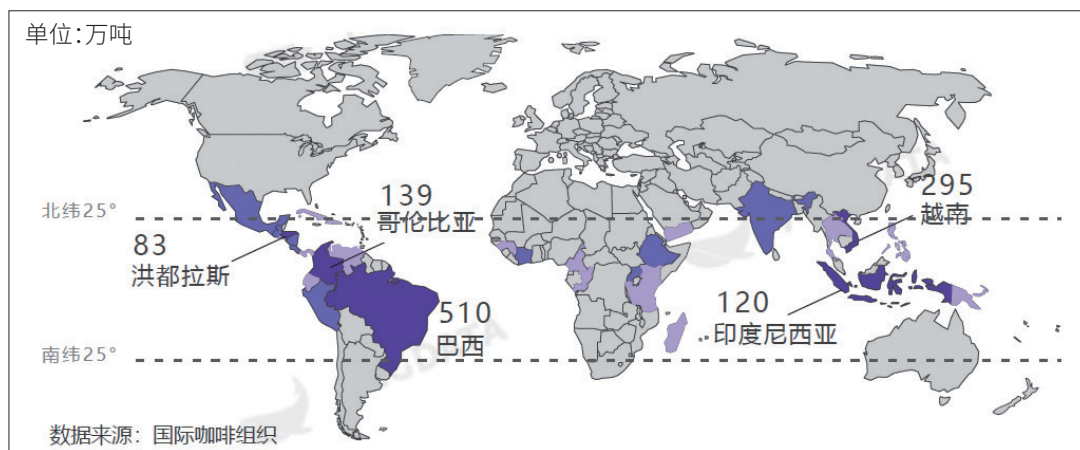 单位：万吨
北纬25°
139
哥伦比亚
295
越南
83
洪都拉斯
510
巴西
120
印度尼西亚
南纬25°
数据来源：国际咖啡组织